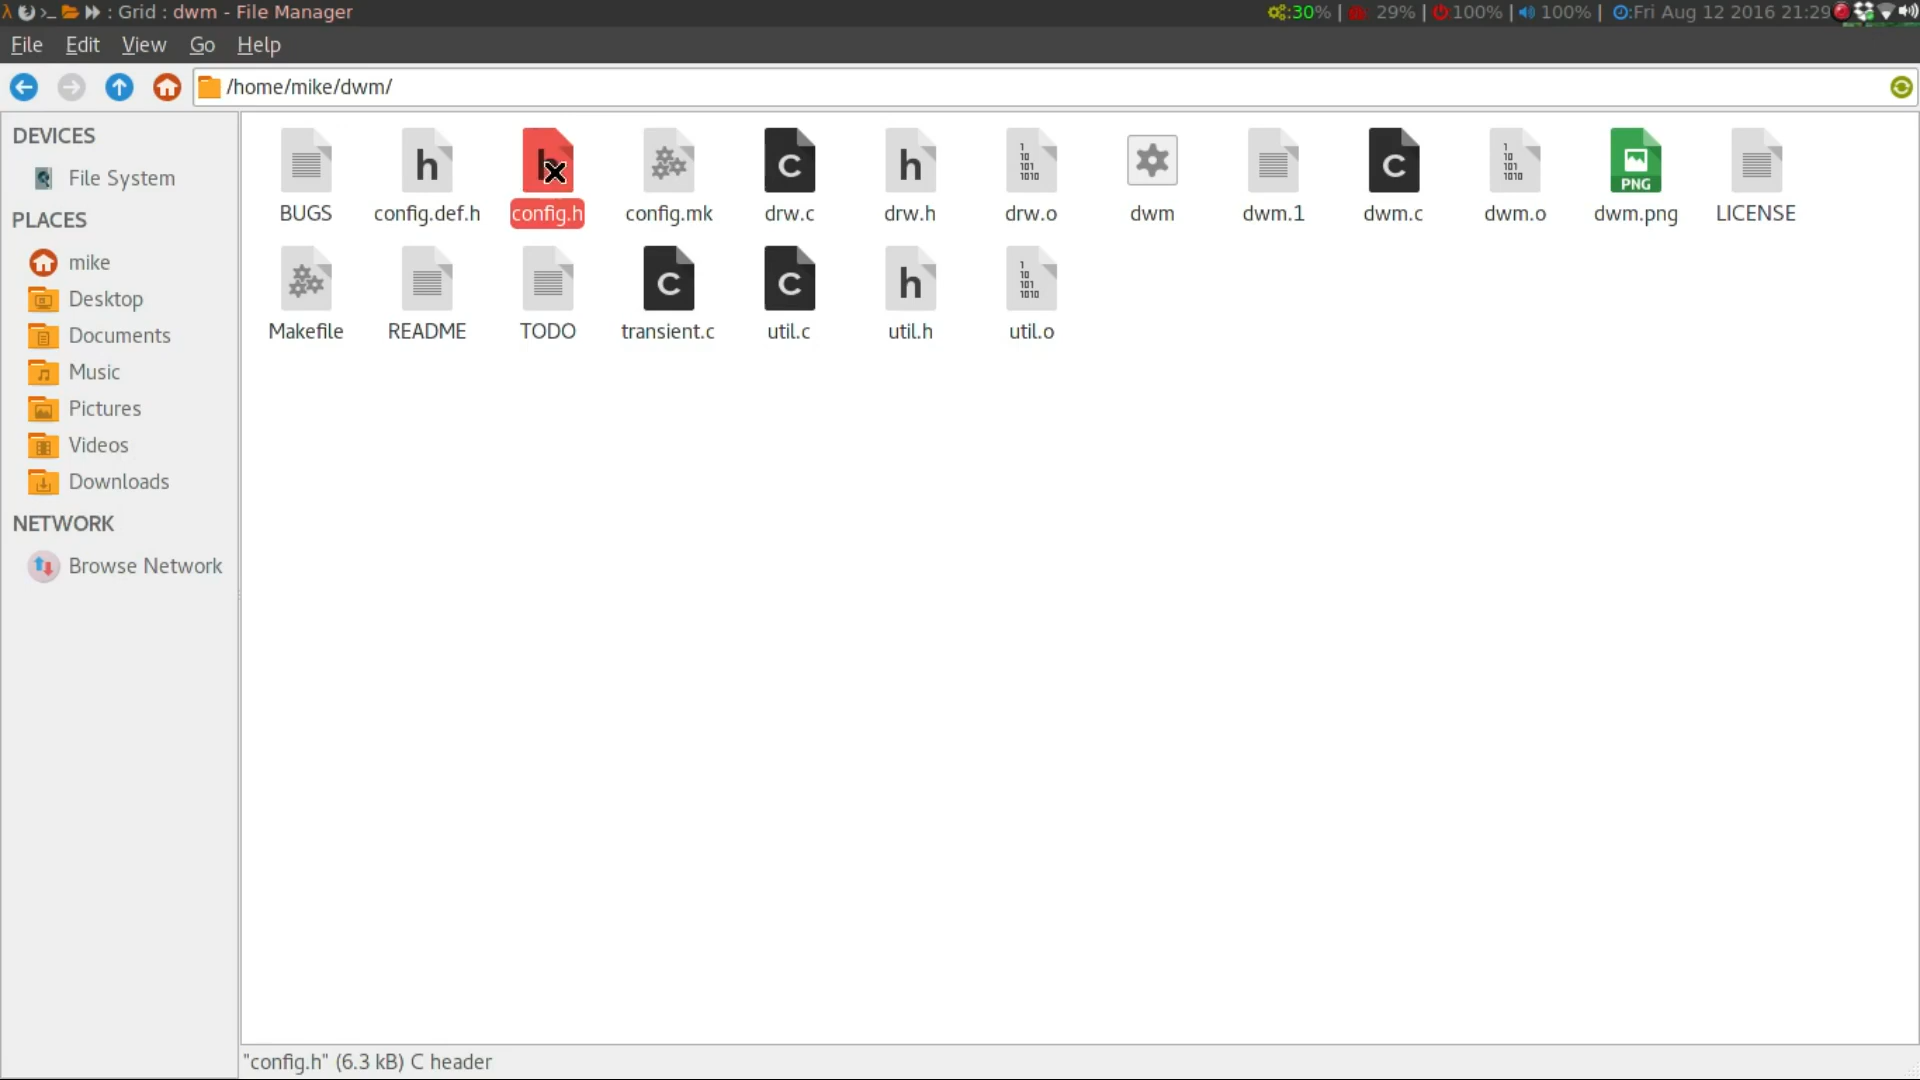 : Grid : dwm - File Manager
:30% | 29% | 100% | 100% | :Fri Aug 12 2016 21:29
File Edit View Go Help
/home/mike/dwm/
DEVICES
File System
PLACES
mike
Desktop
Documents
Music
Pictures
Videos
Downloads
NETWORK
Browse Network
BUGS config.def.h config.h config.mk drw.c drw.h drw.o dwm dwm.1 dwm.c dwm.o dwm.png LICENSE
Makefile README TODO transient.c util.c util.h util.o
"config.h" (6.3 kB) C header